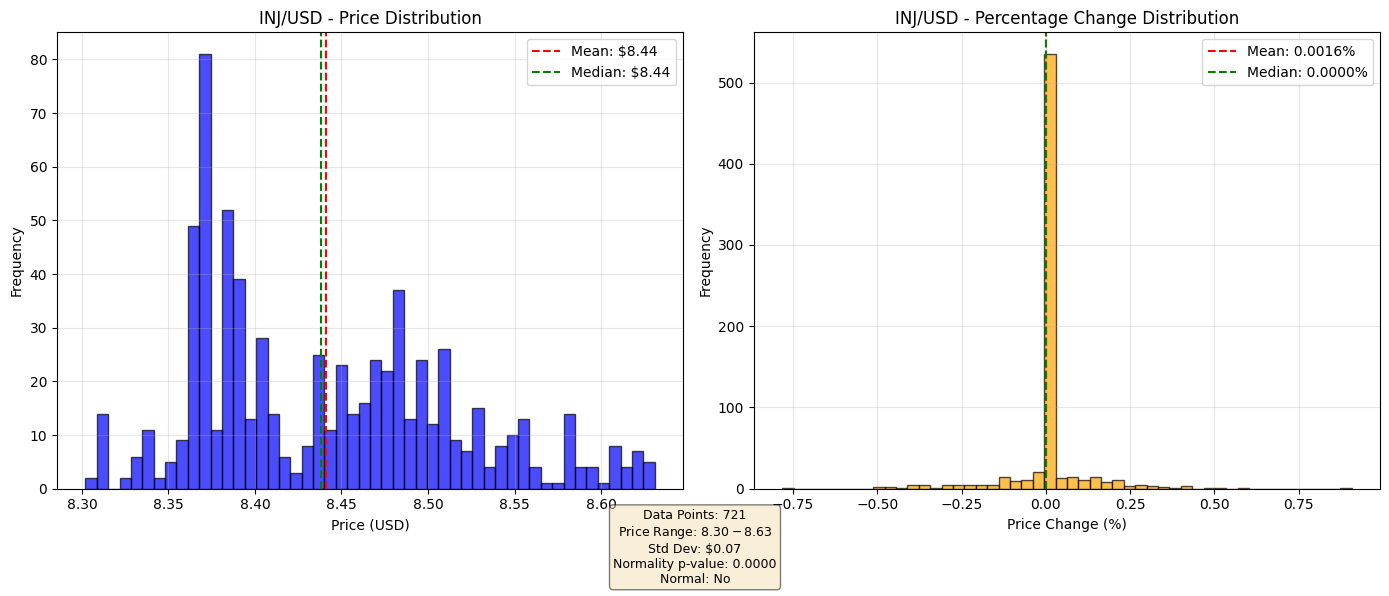 INJ/USD - Price Distribution
Frequency
80
70
60
50
40
30
20
10
0
Mean: $8.44
Median: $8.44
8.30
8.35
8.40
8.45
8.50
8.55
8.60
Price (USD)
INJ/USD - Percentage Change Distribution
Frequency
500
400
300
200
100
0
Mean: 0.0016%
Median: 0.0000%
−0.75
−0.50
−0.25
0.00
0.25
0.50
0.75
Price Change (%)
Data Points: 721
Price Range: 8.30 − 8.63
Std Dev: $0.07
Normality p-value: 0.0000
Normal: No